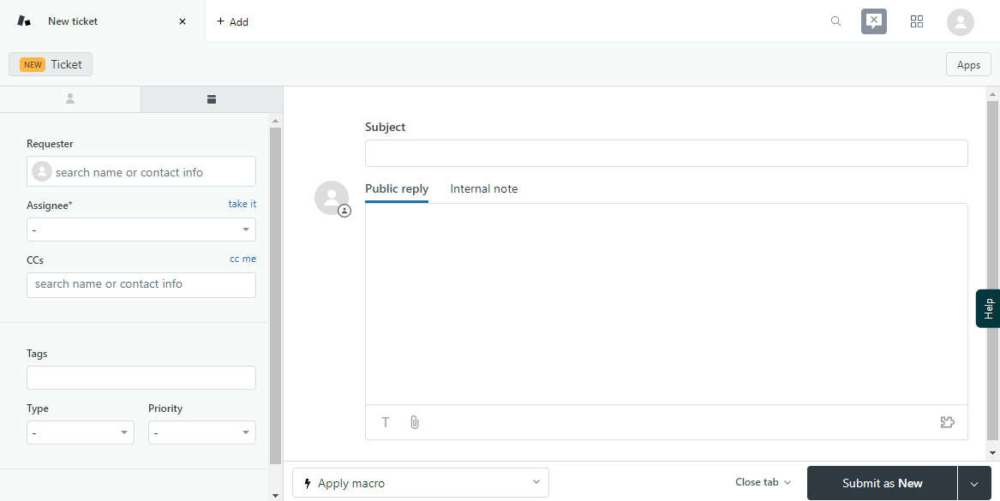 New ticket
+ Add
NEW Ticket
Apps
Requester
search name or contact info
Assignee* take it
-
CCs cc me
search name or contact info
Tags
Type Priority
- -
Subject
Public reply Internal note
T
Help
Apply macro
Close tab
Submit as New